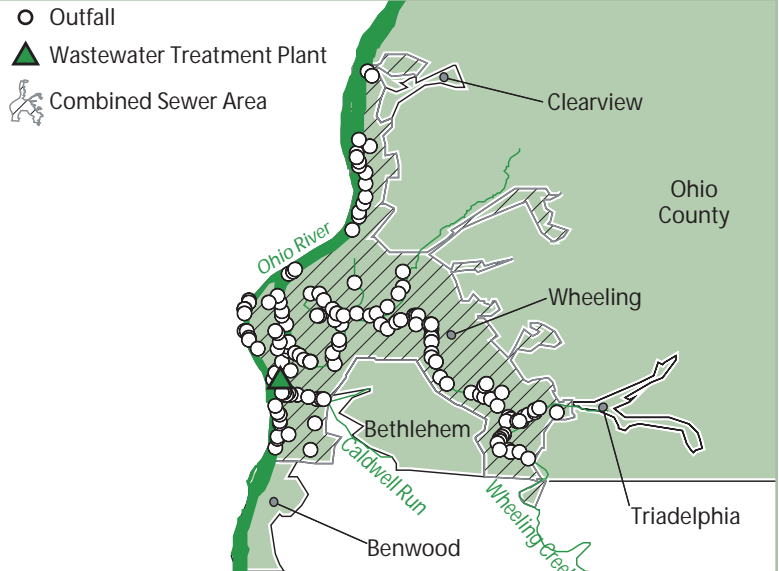 Outfall
Wastewater Treatment Plant
Combined Sewer Area
Clearview
Ohio
County
Ohio River
Wheeling
Bethlehem
Caldwell Run
Wheeling Creek
Triadelphia
Benwood